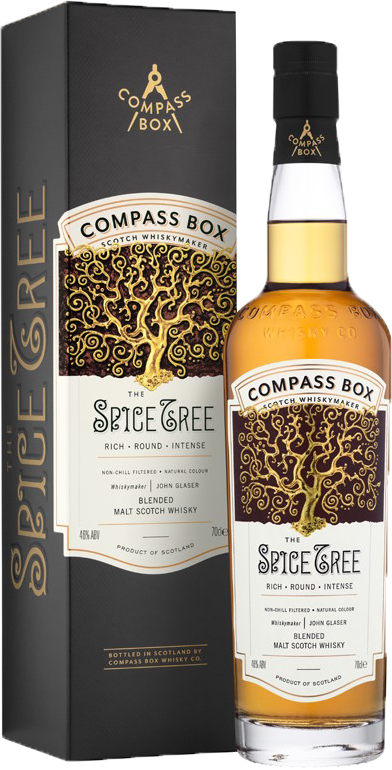 COMPASS
BOX
THE
SPICE TREE
COMPASS BOX
SCOTCH WHISKYMAKER
THE
SPICE TREE
RICH • ROUND • INTENSE
NON-CHILL FILTERED • NATURAL COLOUR
Whiskymaker | JOHN GLASER
BLENDED
MALT SCOTCH WHISKY
46% ABV 70cl℮
PRODUCT OF SCOTLAND
BOTTLED IN SCOTLAND BY
COMPASS BOX WHISKY CO.
COMPASS
BOX
COMPASS BOX
WHISKY CO.
COMPASS BOX
SCOTCH WHISKYMAKER
THE
SPICE TREE
RICH • ROUND • INTENSE
NON-CHILL FILTERED • NATURAL COLOUR
Whiskymaker | JOHN GLASER
BLENDED
MALT SCOTCH WHISKY
46% ABV 70cl℮
PRODUCT OF SCOTLAND